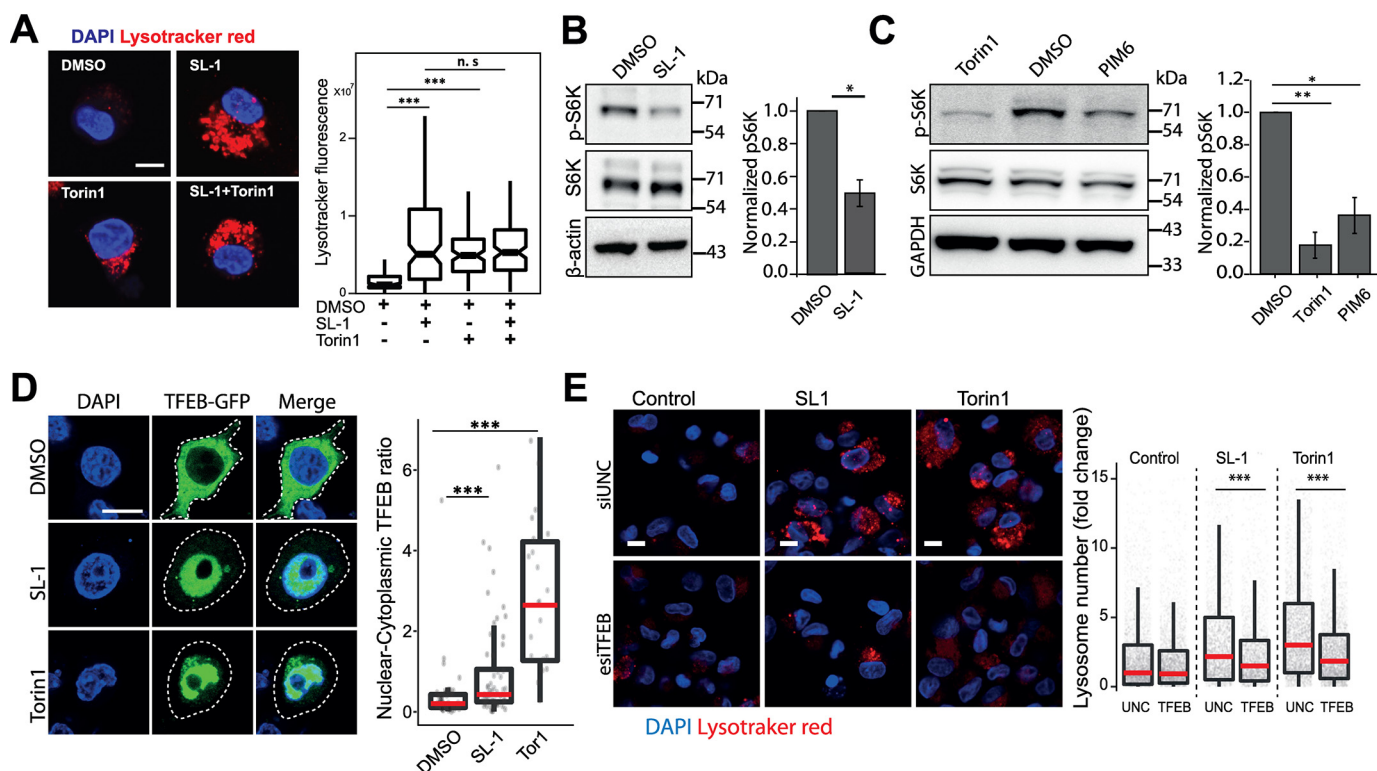 A
DAPI Lysotracker red
DMSO
SL-1
Torin1
SL-1+Torin1
Lysotracker fluorescence
X10⁷
2
1
0
***
***
n. s
DMSO + + + +
SL-1 - + - +
Torin1 - - + +
B
DMSO
SL-1
kDa
p-S6K
71
54
S6K
71
54
β-actin
43
Normalized pS6K
1.0
0.8
0.6
0.4
0.2
0.0
*
DMSO
SL-1
C
Torin1
DMSO
PIM6
kDa
p-S6K
71
54
S6K
71
54
GAPDH
43
33
Normalized pS6K
1.2
1.0
0.8
0.6
0.4
0.2
0.0
*
**
DMSO
Torin1
PIM6
D
DAPI
TFEB-GFP
Merge
DMSO
SL-1
Torin1
Nuclear-Cytoplasmic TFEB ratio
6
4
2
0
***
***
DMSO
SL-1
Tor1
E
Control
SL1
Torin1
siUNC
esiTFEB
DAPI Lysotraker red
Lysosome number (fold change)
15
10
5
0
Control
SL-1
Torin1
***
***
UNC TFEB UNC TFEB UNC TFEB